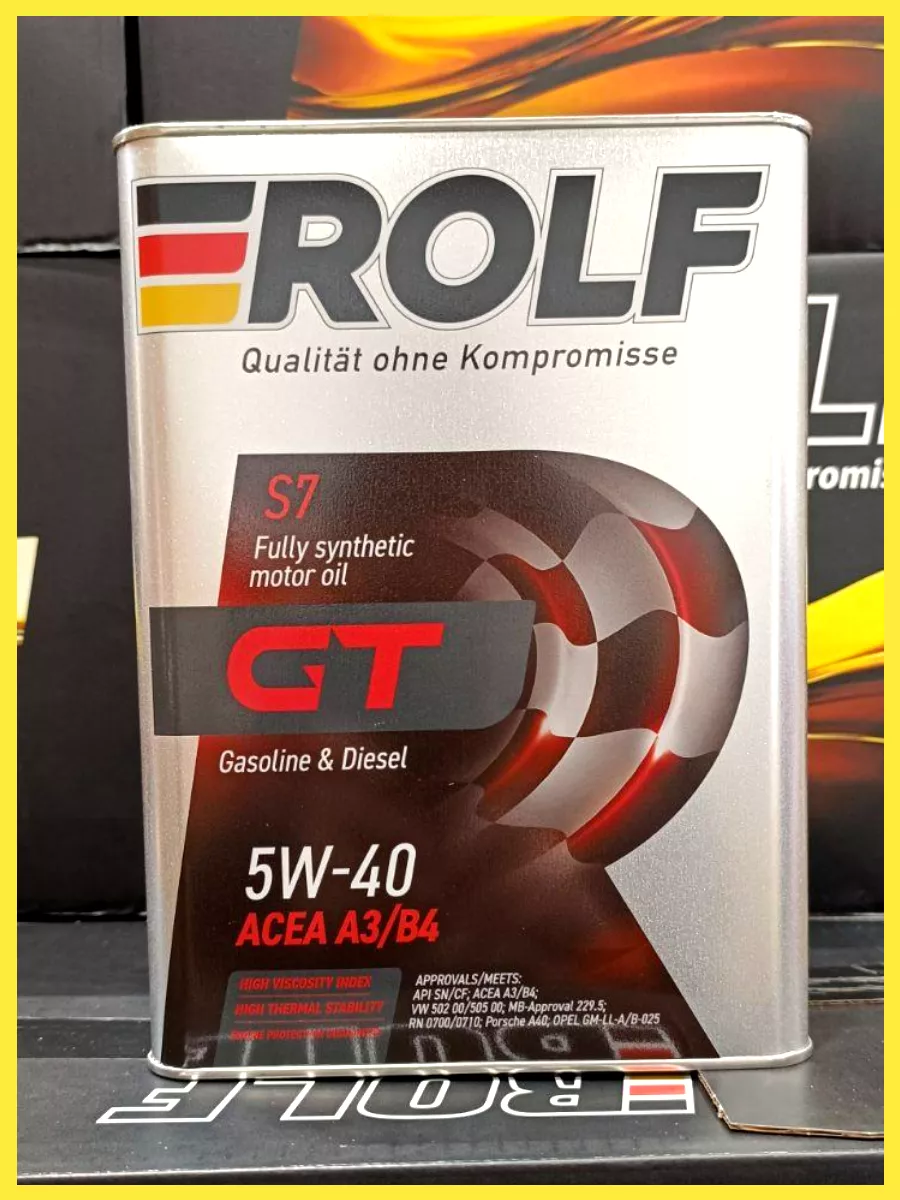 ROLF
Qualität ohne Kompromisse
S7
Fully synthetic
motor oil
GT
Gasoline & Diesel
5W-40
ACEA A3/B4
HIGH VISCOSITY INDEX
HIGH THERMAL STABILITY
APPROVALS/MEETS:
API SN/CF; ACEA A3/B4;
VW 502 00/505 00; MB-Approval 229.5;
RN 0700/0710; Porsche A40; OPEL GM-LL-A/B-025
ROLF